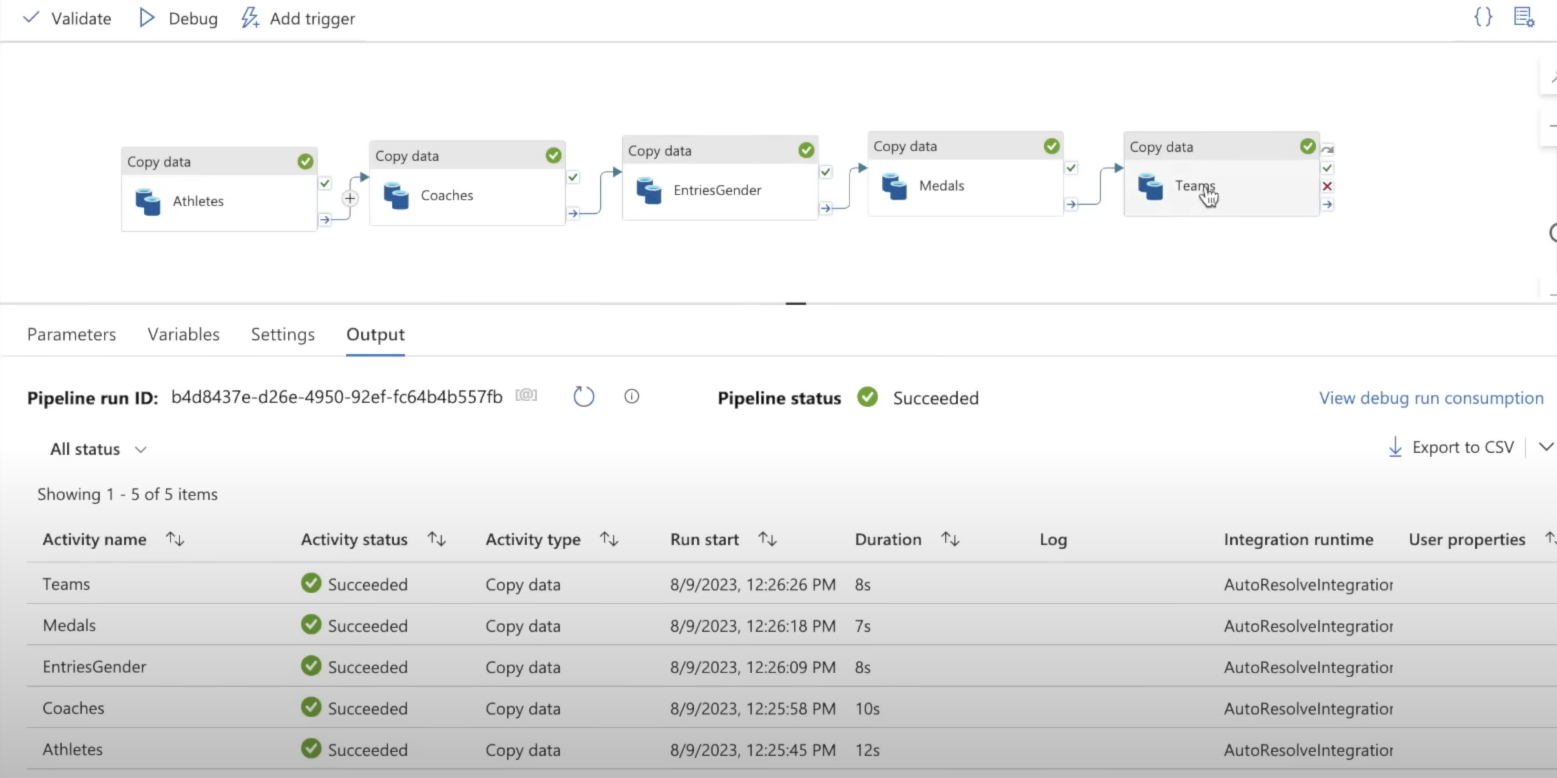 Validate Debug Add trigger {}
Copy data Copy data Copy data Copy data Copy data
Athletes Coaches EntriesGender Medals Teams
Parameters Variables Settings Output
Pipeline run ID: b4d8437e-d26e-4950-92ef-fc64b4b557fb [@] Pipeline status Succeeded View debug run consumption
All status Export to CSV
Showing 1 - 5 of 5 items
Activity name Activity status Activity type Run start Duration Log Integration runtime User properties
Teams Succeeded Copy data 8/9/2023, 12:26:26 PM 8s AutoResolveIntegration
Medals Succeeded Copy data 8/9/2023, 12:26:18 PM 7s AutoResolveIntegration
EntriesGender Succeeded Copy data 8/9/2023, 12:26:09 PM 8s AutoResolveIntegration
Coaches Succeeded Copy data 8/9/2023, 12:25:58 PM 10s AutoResolveIntegration
Athletes Succeeded Copy data 8/9/2023, 12:25:45 PM 12s AutoResolveIntegration